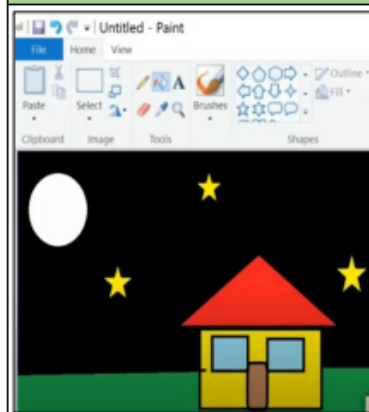 Untitled - Paint
File Home View
Paste Select Brushes Outline Fill
Clipboard Image Tools Shapes